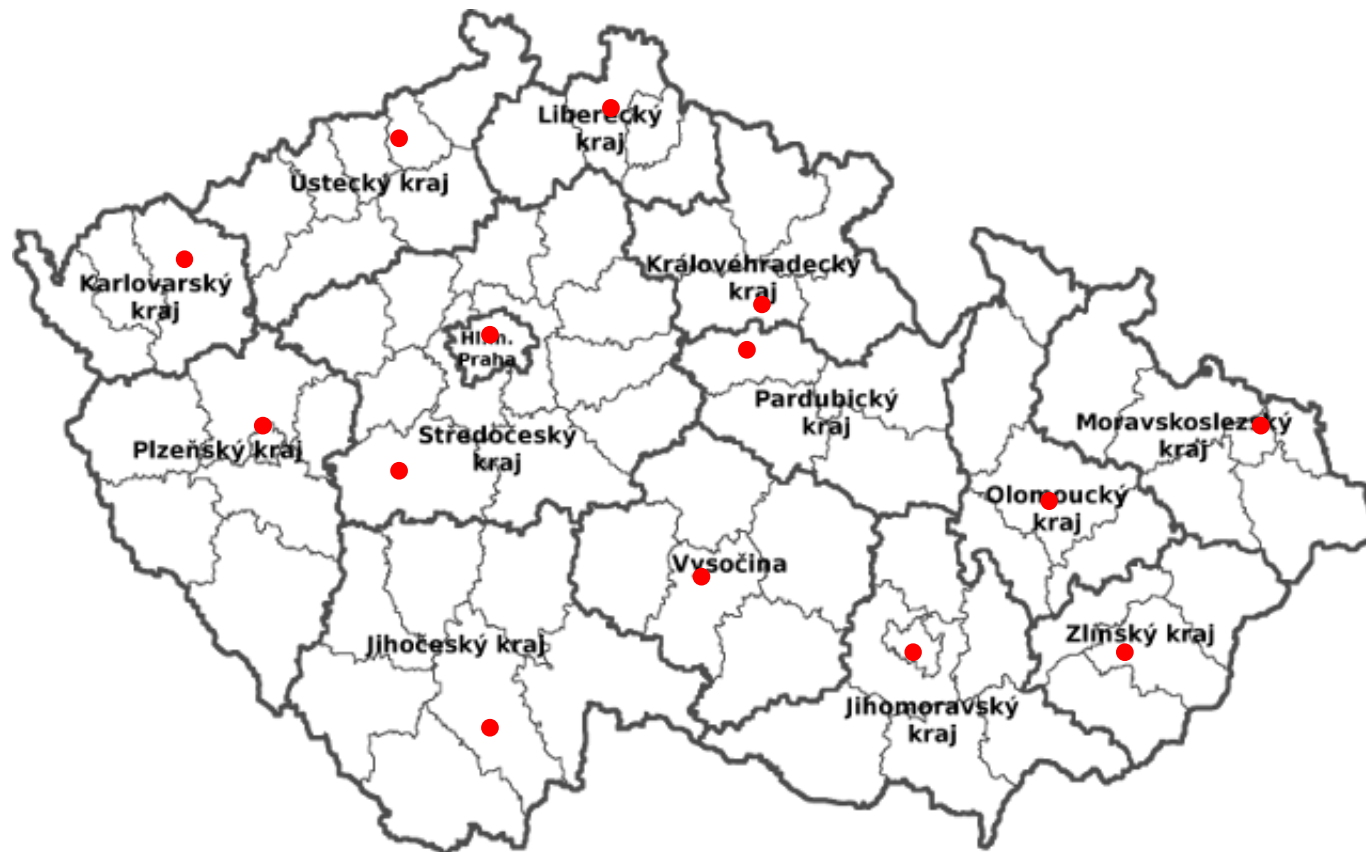 Liberecký
kraj
Ústecký kraj
Karlovarský
kraj
Královéhradecký
kraj
Hl. m.
Praha
Pardubický
kraj
Plzeňský kraj
Středočeský
kraj
Moravskoslezský
kraj
Olomoucký
kraj
Vysočina
Jihočeský kraj
Zlínský kraj
Jihomoravský
kraj